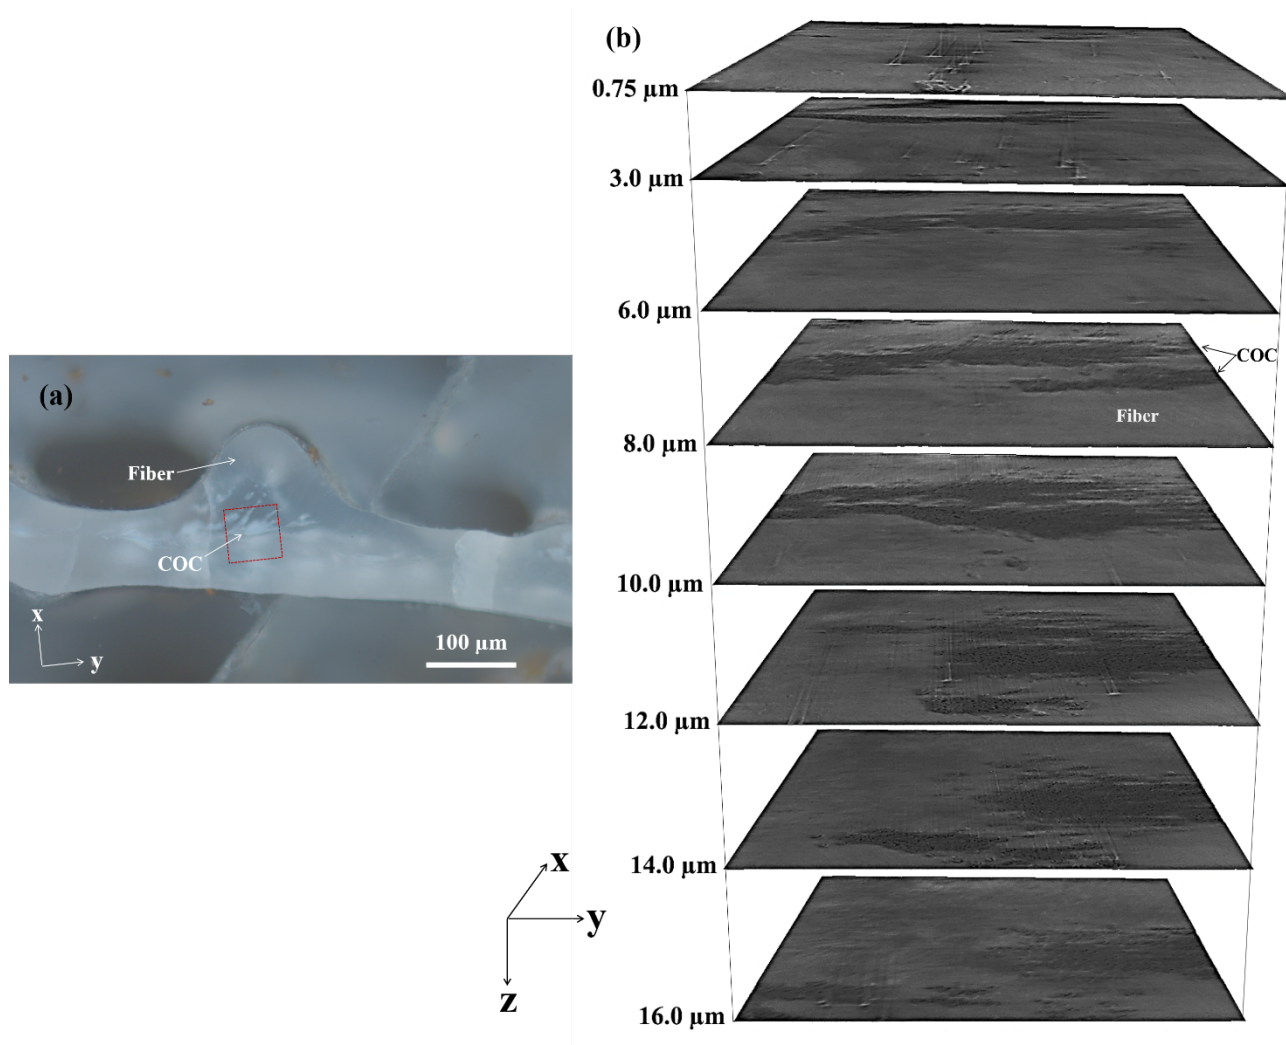 (a)
Fiber
COC
x
y
100 µm
x
y
z
(b)
0.75 µm
3.0 µm
6.0 µm
COC
Fiber
8.0 µm
10.0 µm
12.0 µm
14.0 µm
16.0 µm